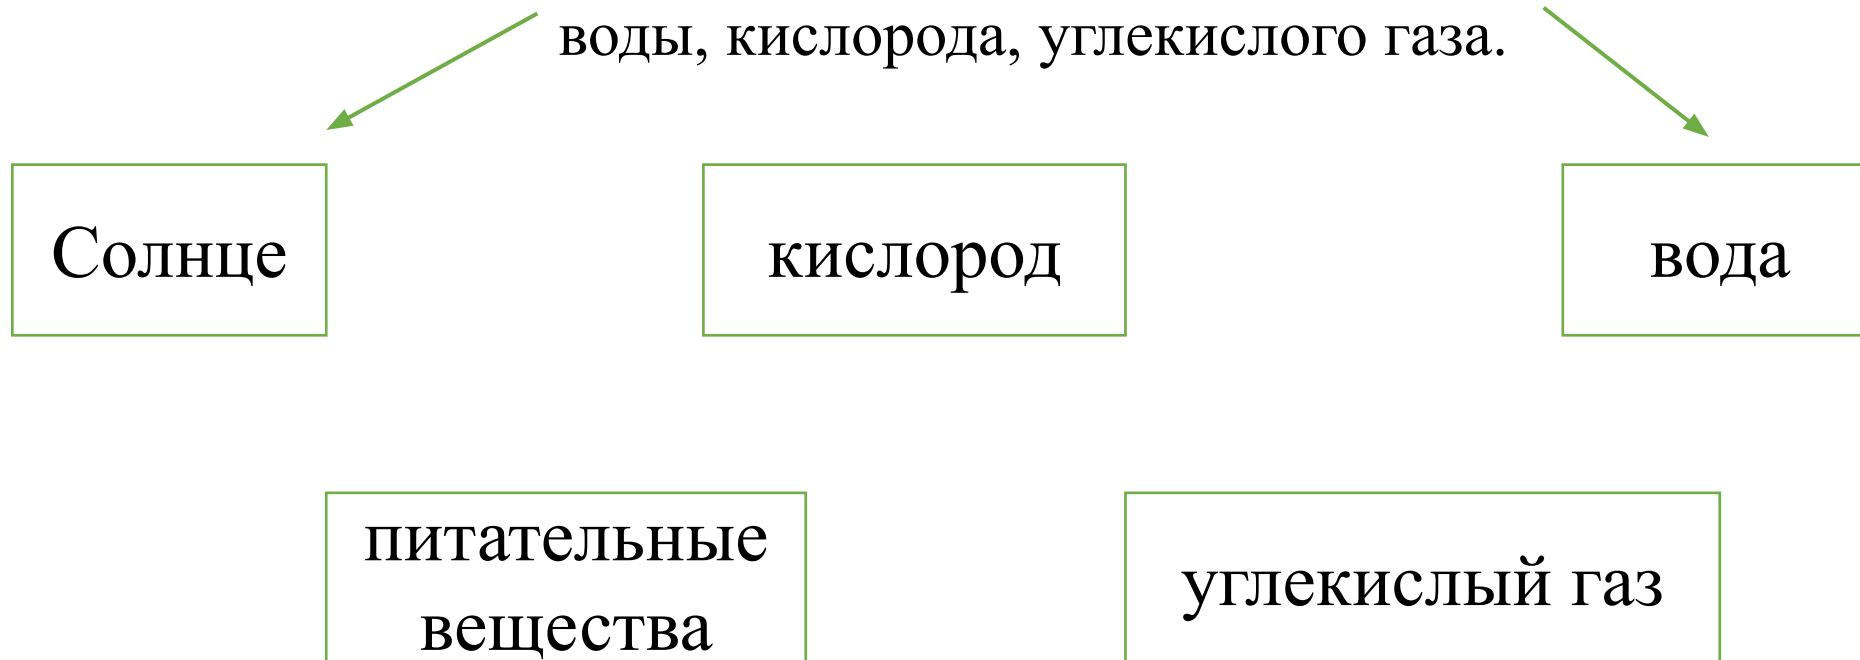 воды, кислорода, углекислого газа.
Солнце
кислород
вода
питательные
вещества
углекислый газ